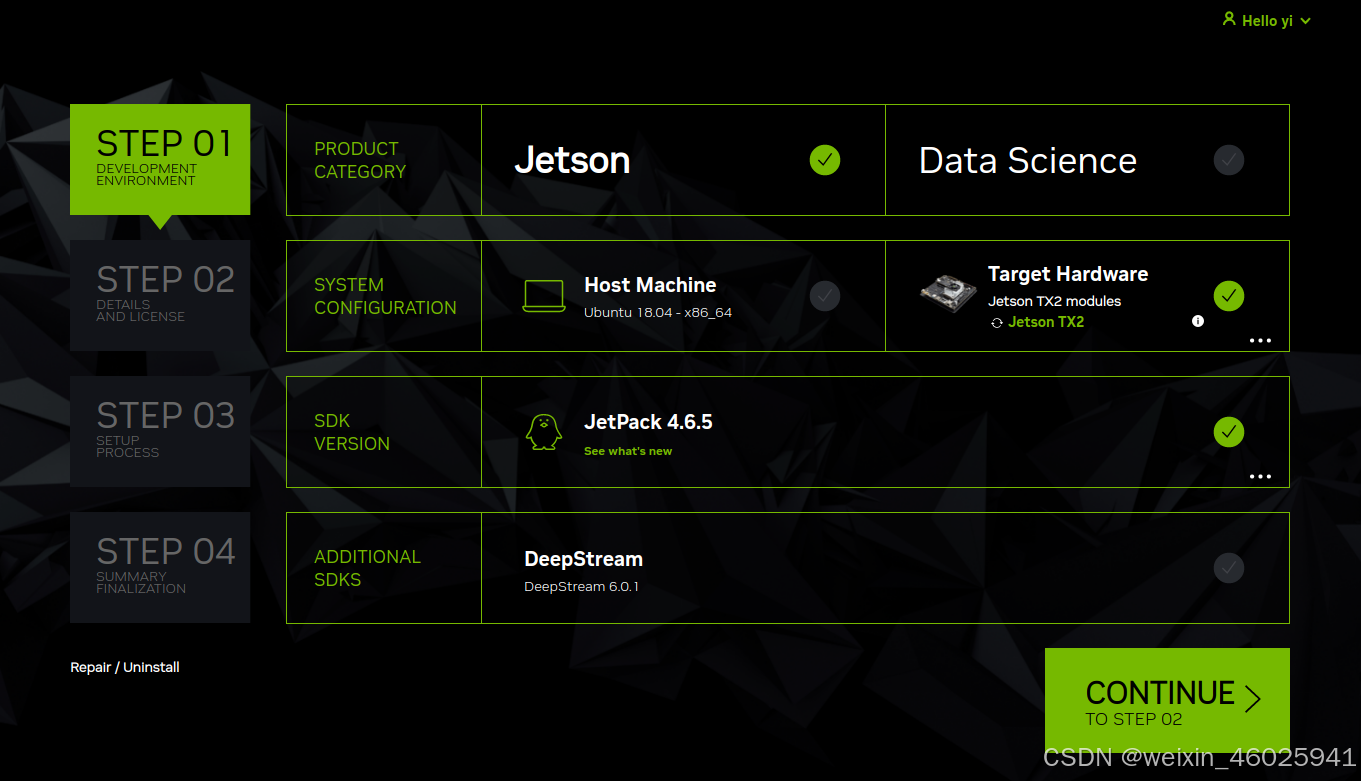 Hello yi
STEP 01
DEVELOPMENT
ENVIRONMENT
PRODUCT
CATEGORY
Jetson
Data Science
STEP 02
DETAILS
AND LICENSE
SYSTEM
CONFIGURATION
Host Machine
Ubuntu 18.04 - x86_64
Target Hardware
Jetson TX2 modules
Jetson TX2
STEP 03
SETUP
PROCESS
SDK
VERSION
JetPack 4.6.5
See what's new
STEP 04
SUMMARY
FINALIZATION
ADDITIONAL
SDKS
DeepStream
DeepStream 6.0.1
Repair / Uninstall
CONTINUE
TO STEP 02
CSDN @weixin_46025941